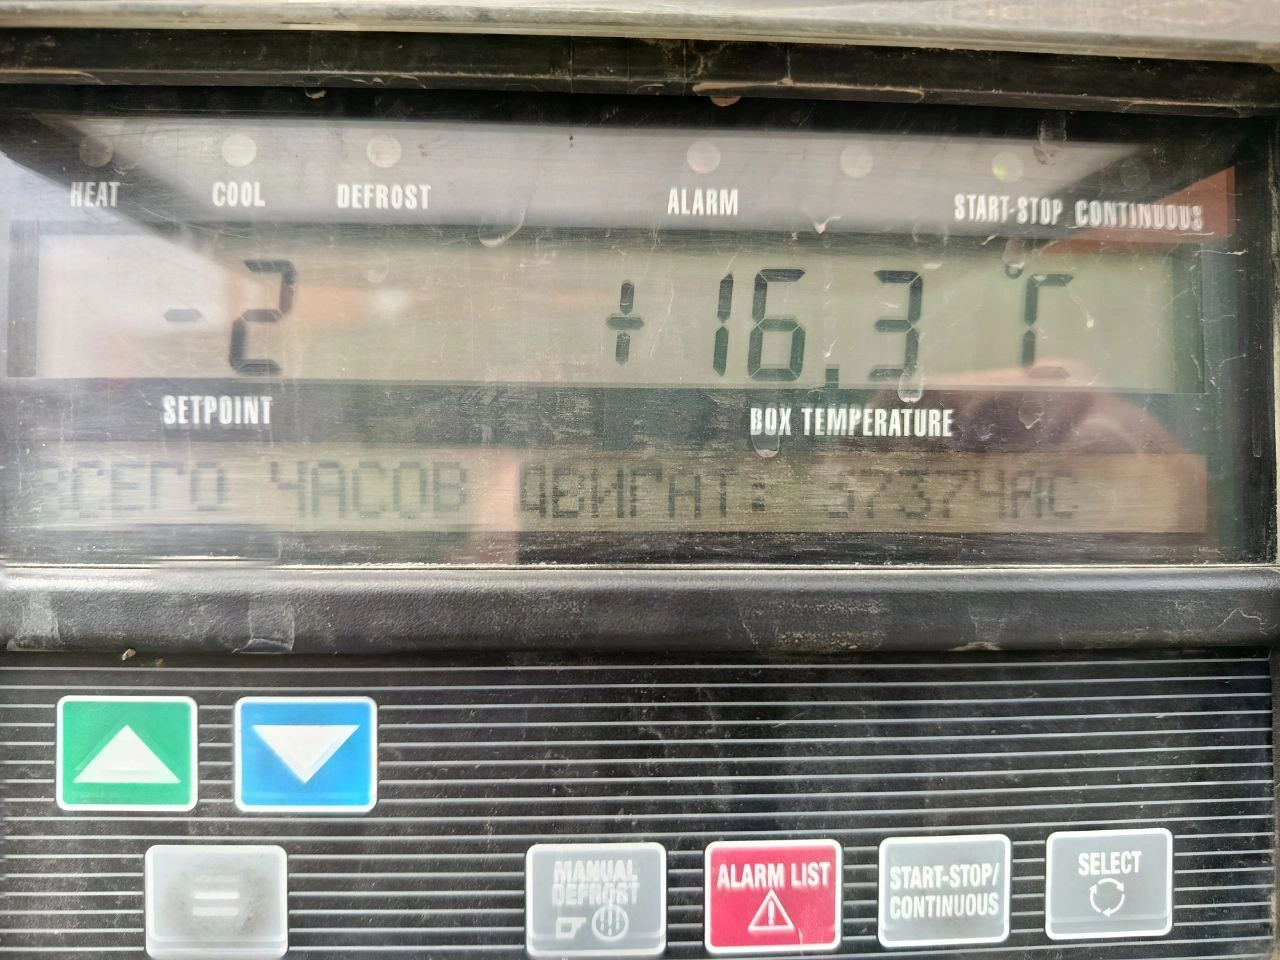 HEAT COOL DEFROST ALARM START-STOP CONTINUOUS
-2 +16,3 °C
SETPOINT BOX TEMPERATURE
ВСЕГО ЧАСОВ ДВИГАТ: 37374ЧАС
MANUAL
DEFROST
ALARM LIST
START-STOP/
CONTINUOUS
SELECT